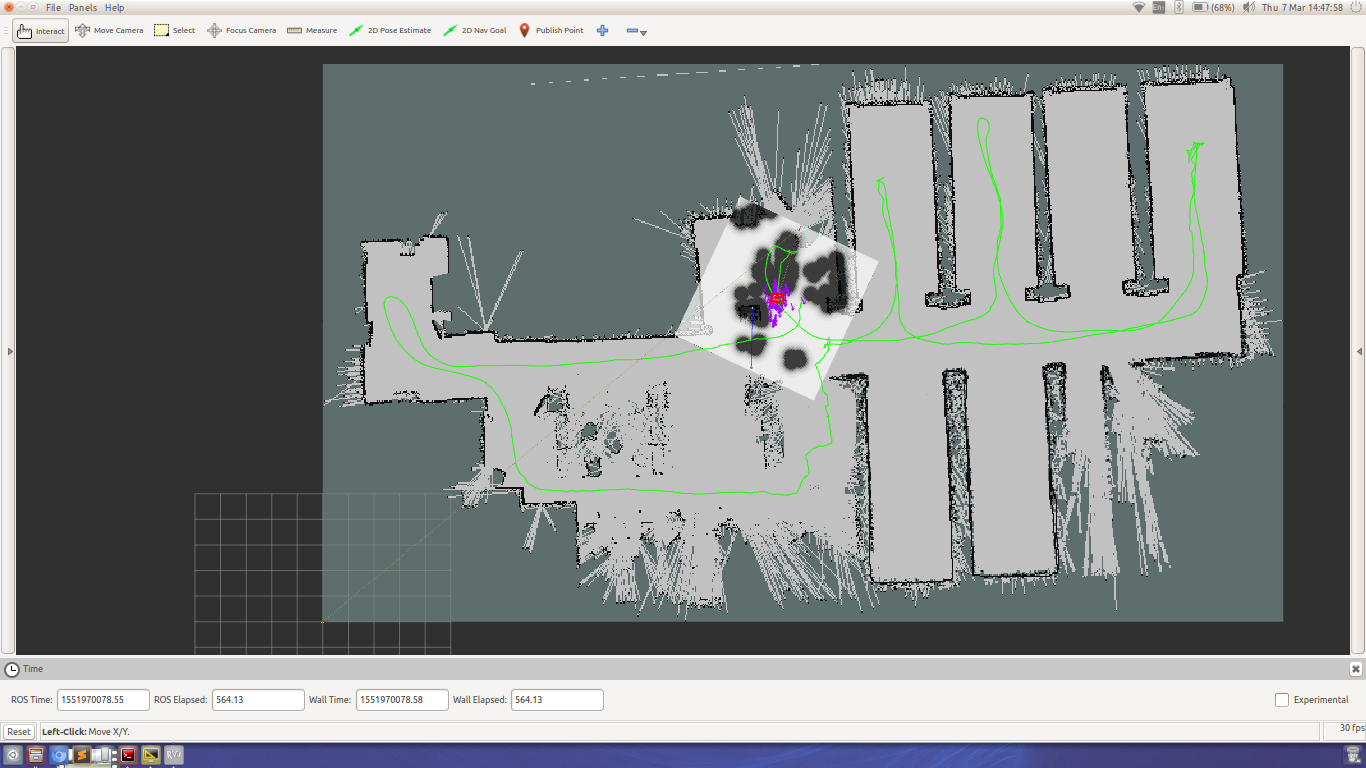 File Panels Help
En (68%) Thu 7 Mar 14:47:58
Interact Move Camera Select Focus Camera Measure 2D Pose Estimate 2D Nav Goal Publish Point
Time
ROS Time: 1551970078.55 ROS Elapsed: 564.13 Wall Time: 1551970078.58 Wall Elapsed: 564.13 Experimental
Reset Left-Click: Move X/Y. 30 fps